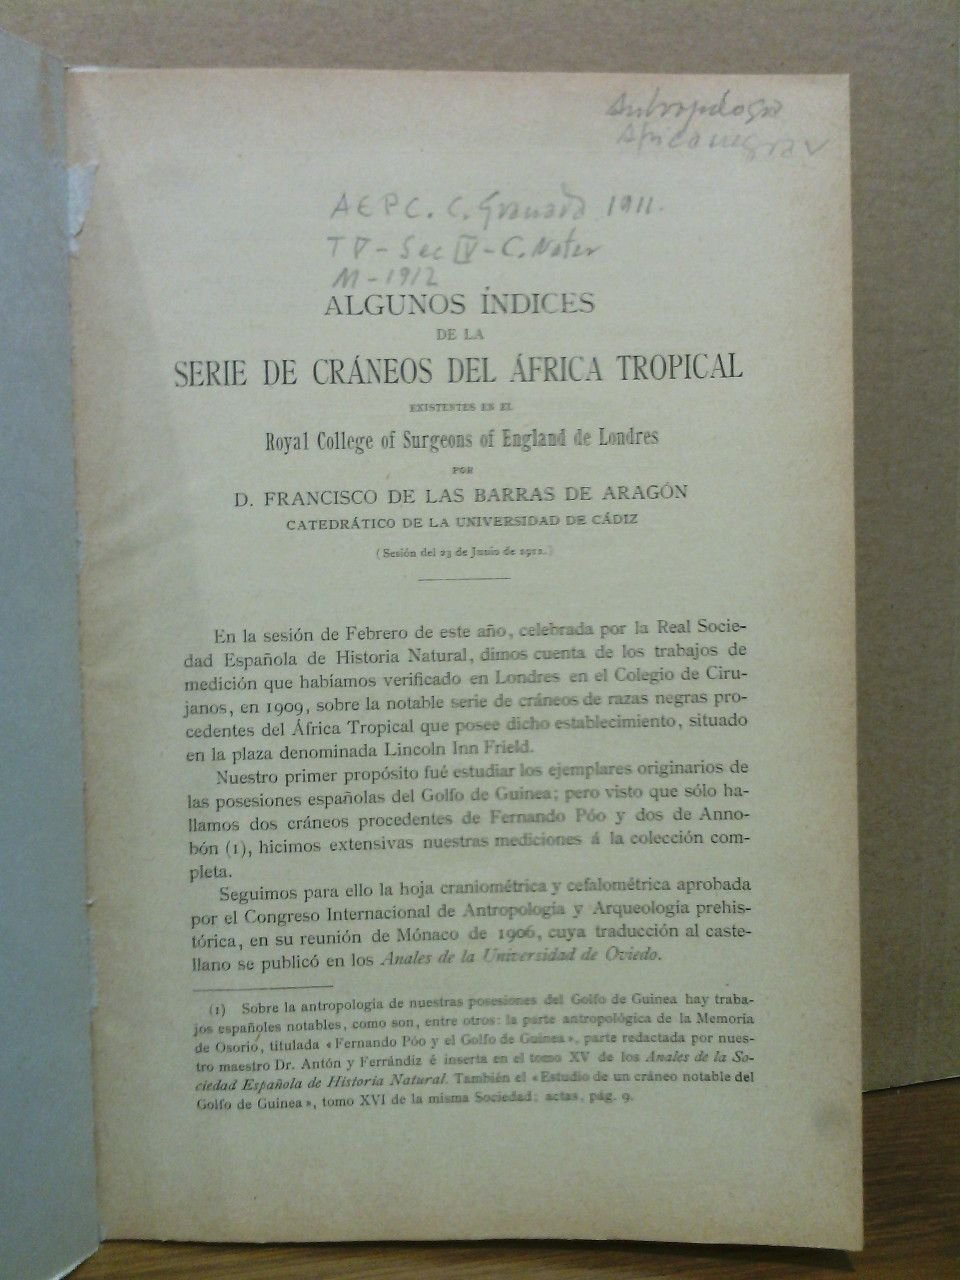 Antropología
Africa negra
AEPC. C. Granada 1911.
TV - Sec IV - C. Nater
M - 1912
ALGUNOS ÍNDICES
DE LA
SERIE DE CRÁNEOS DEL ÁFRICA TROPICAL
EXISTENTES EN EL
Royal College of Surgeons of England de Londres
POR
D. FRANCISCO DE LAS BARRAS DE ARAGÓN
CATEDRÁTICO DE LA UNIVERSIDAD DE CÁDIZ
(Sesión del 23 de Junio de 1911.)
En la sesión de Febrero de este año, celebrada por la Real Socie-
dad Española de Historia Natural, dimos cuenta de los trabajos de
medición que habíamos verificado en Londres en el Colegio de Ciru-
janos, en 1909, sobre la notable serie de cráneos de razas negras pro-
cedentes del África Tropical que posee dicho establecimiento, situado
en la plaza denominada Lincoln Inn Frield.
Nuestro primer propósito fué estudiar los ejemplares originarios de
las posesiones españolas del Golfo de Guinea; pero visto que sólo ha-
llamos dos cráneos procedentes de Fernando Póo y dos de Anno-
bón (1), hicimos extensivas nuestras mediciones á la colección com-
pleta.
Seguimos para ello la hoja craniométrica y cefalométrica aprobada
por el Congreso Internacional de Antropología y Arqueología prehis-
tórica, en su reunión de Mónaco de 1906, cuya traducción al caste-
llano se publicó en los Anales de la Universidad de Oviedo.
(1) Sobre la antropología de nuestras posesiones del Golfo de Guinea hay traba-
jos españoles notables, como son, entre otros: la parte antropológica de la Memoria
de Osorio, titulada «Fernando Póo y el Golfo de Guinea», parte redactada por nues-
tro maestro Dr. Antón y Ferrándiz é inserta en el tomo XV de los Anales de la So-
ciedad Española de Historia Natural. También el «Estudio de un cráneo notable del
Golfo de Guinea», tomo XVI de la misma Sociedad; actas, pág. 9.